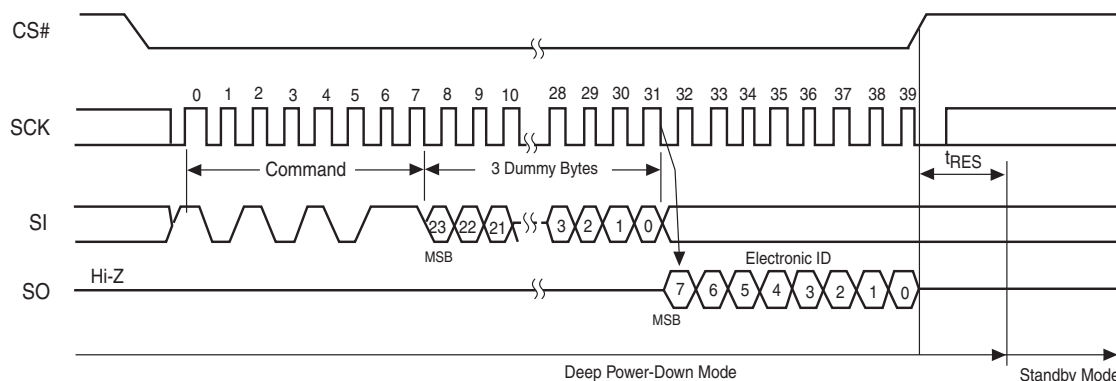 CS#
0 1 2 3 4 5 6 7 8 9 10 28 29 30 31 32 33 34 35 36 37 38 39
SCK
tRES
Command
3 Dummy Bytes
SI
23 22 21 3 2 1 0
MSB
Electronic ID
Hi-Z
SO
7 6 5 4 3 2 1 0
MSB
Deep Power-Down Mode
Standby Mode